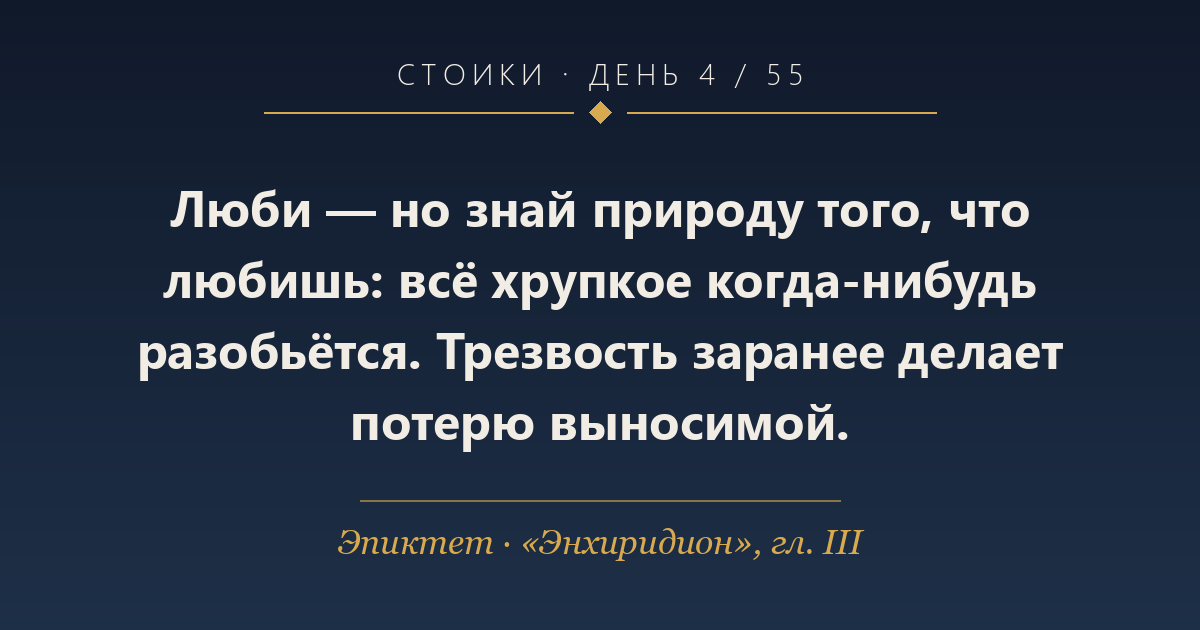 СТОИКИ · ДЕНЬ 4 / 55
Люби — но знай природу того, что
любишь: всё хрупкое когда-нибудь
разобьётся. Трезвость заранее делает
потерю выносимой.
Эпиктет · «Энхиридион», гл. III